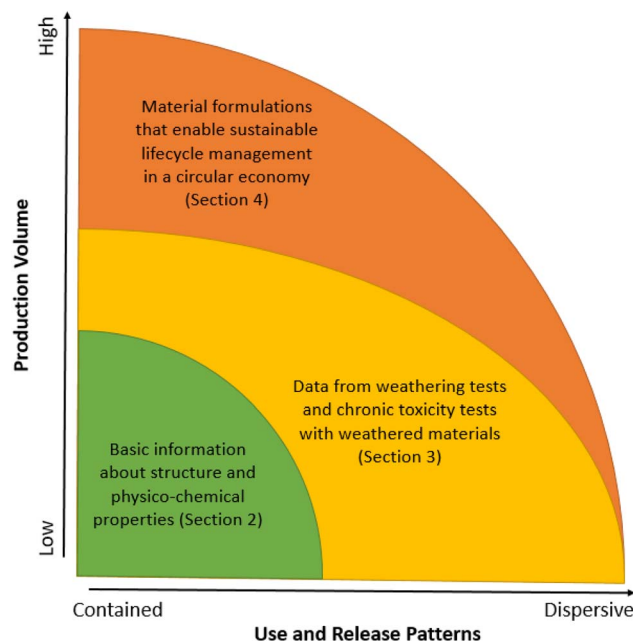 High
Material formulations
that enable sustainable
lifecycle management
in a circular economy
(Section 4)
Production Volume
Data from weathering tests
and chronic toxicity tests
with weathered materials
(Section 3)
Basic information
about structure and
physico-chemical
properties (Section 2)
Low
Contained
Dispersive
Use and Release Patterns